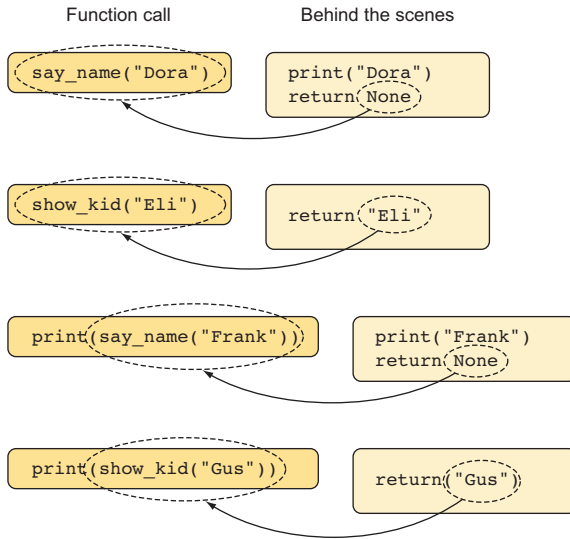 Function call
Behind the scenes
say_name("Dora")
print("Dora")
return None
show_kid("Eli")
return "Eli"
print(say_name("Frank"))
print("Frank")
return None
print(show_kid("Gus"))
return("Gus")